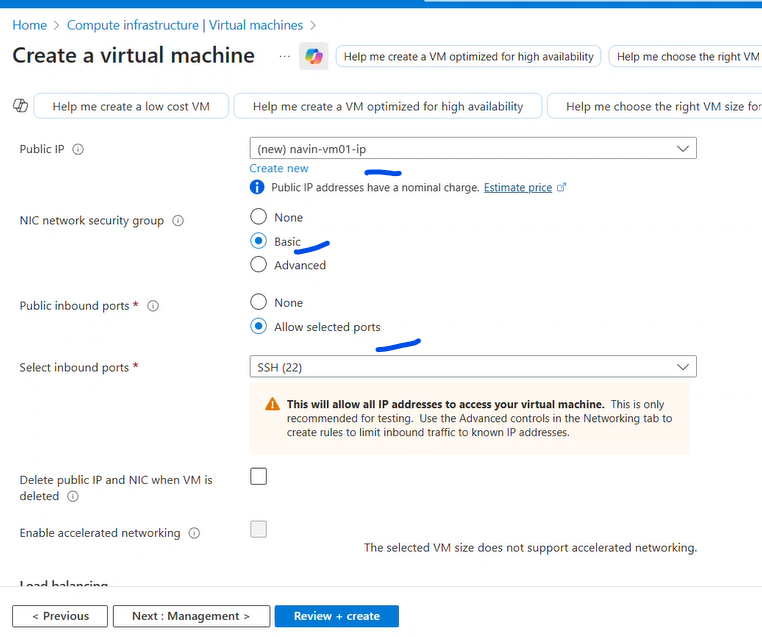 Home > Compute infrastructure | Virtual machines >
Create a virtual machine ... Help me create a VM optimized for high availability Help me choose the right VM
Help me create a low cost VM Help me create a VM optimized for high availability Help me choose the right VM size for
Public IP (new) navin-vm01-ip
Create new
Public IP addresses have a nominal charge. Estimate price
NIC network security group None
Basic
Advanced
Public inbound ports * None
Allow selected ports
Select inbound ports * SSH (22)
This will allow all IP addresses to access your virtual machine. This is only
recommended for testing. Use the Advanced controls in the Networking tab to
create rules to limit inbound traffic to known IP addresses.
Delete public IP and NIC when VM is
deleted
Enable accelerated networking
The selected VM size does not support accelerated networking.
Load balancing
< Previous Next : Management > Review + create